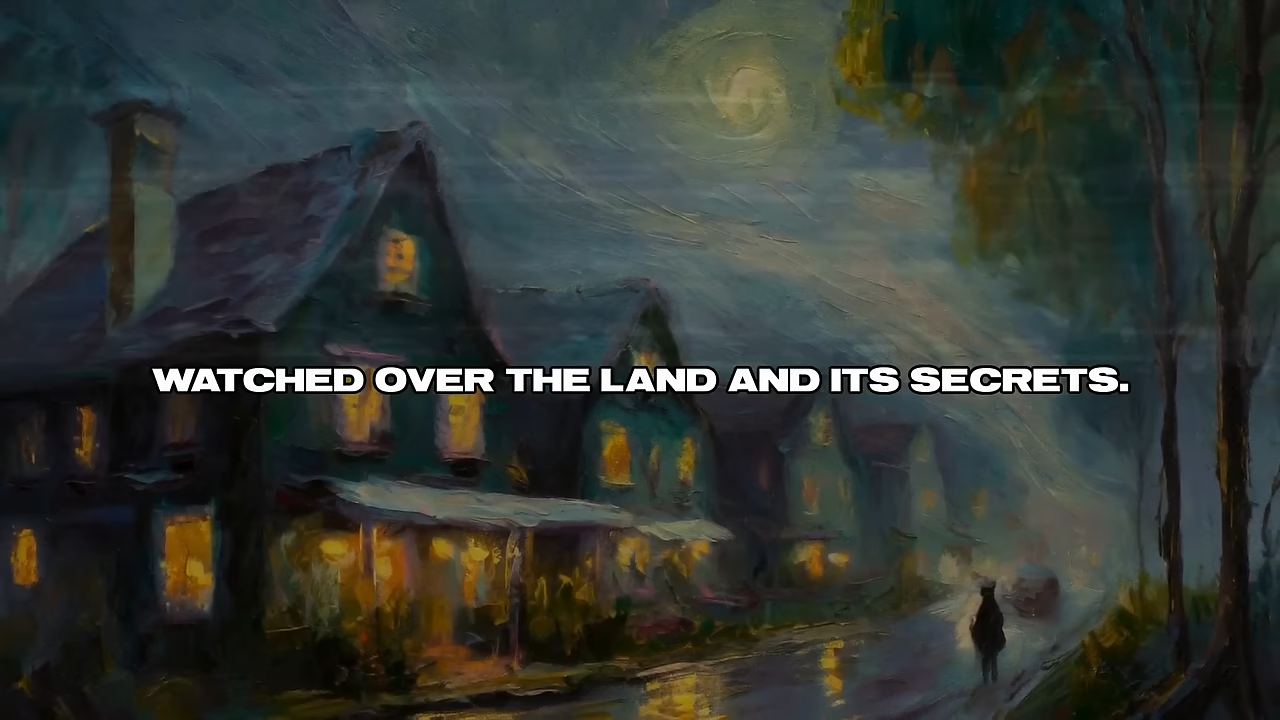 WATCHED OVER THE LAND AND ITS SECRETS.